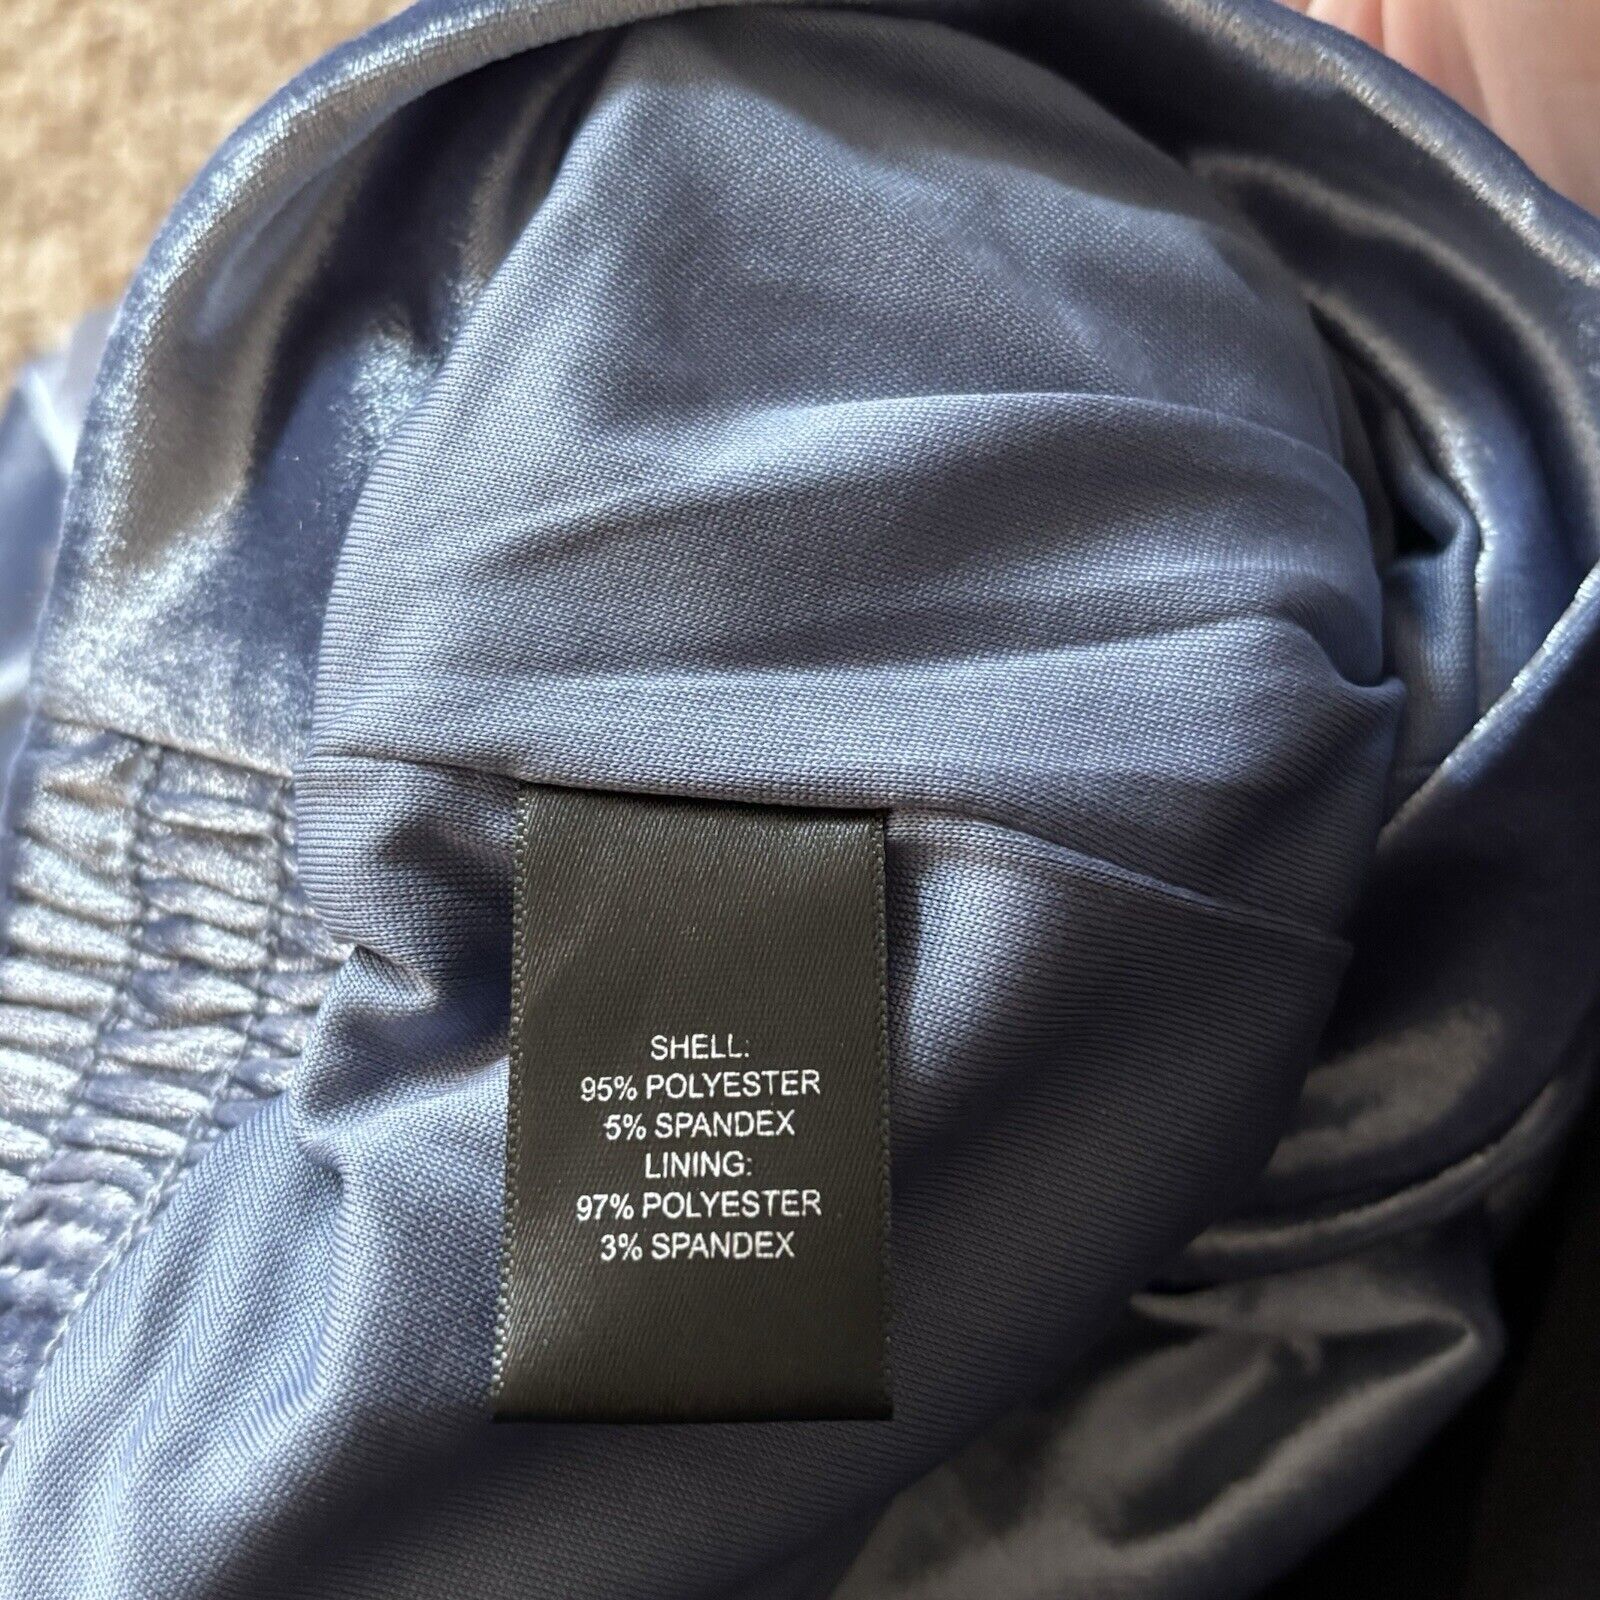 SHELL:
95% POLYESTER
5% SPANDEX
LINING:
97% POLYESTER
3% SPANDEX